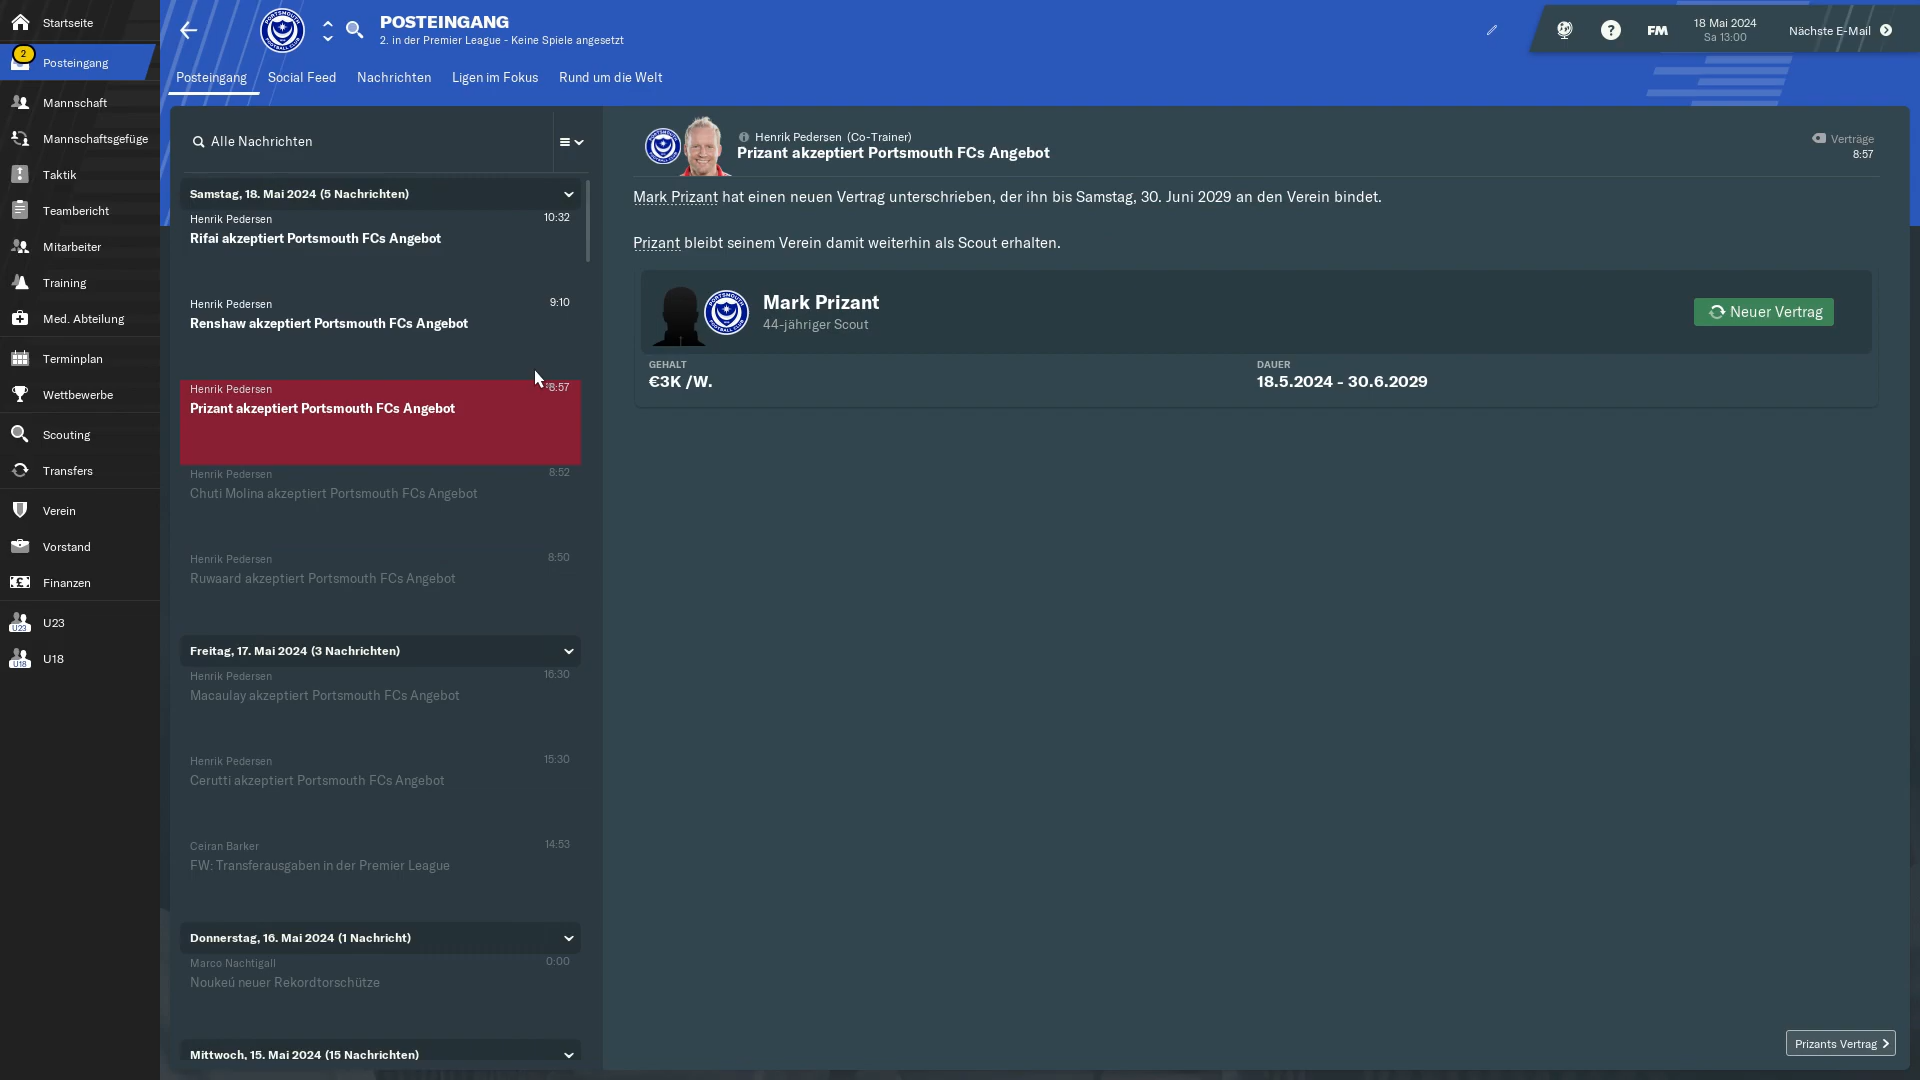 Startseite
2
Posteingang
Mannschaft
Mannschaftsgefüge
Taktik
Teambericht
Mitarbeiter
Training
Med. Abteilung
Terminplan
Wettbewerbe
Scouting
Transfers
Verein
Vorstand
Finanzen
U23
U23
U18
U18
POSTEINGANG
2. in der Premier League - Keine Spiele angesetzt
FM
18 Mai 2024
Sa 13:00
Nächste E-Mail
Posteingang
Social Feed
Nachrichten
Ligen im Fokus
Rund um die Welt
Alle Nachrichten
Samstag, 18. Mai 2024 (5 Nachrichten)
Henrik Pedersen 10:32
Rifai akzeptiert Portsmouth FCs Angebot
Henrik Pedersen 9:10
Renshaw akzeptiert Portsmouth FCs Angebot
Henrik Pedersen 8:57
Prizant akzeptiert Portsmouth FCs Angebot
Henrik Pedersen 8:52
Chuti Molina akzeptiert Portsmouth FCs Angebot
Henrik Pedersen 8:50
Ruwaard akzeptiert Portsmouth FCs Angebot
Freitag, 17. Mai 2024 (3 Nachrichten)
Henrik Pedersen 16:30
Macaulay akzeptiert Portsmouth FCs Angebot
Henrik Pedersen 15:30
Cerutti akzeptiert Portsmouth FCs Angebot
Ceiran Barker 14:53
FW: Transferausgaben in der Premier League
Donnerstag, 16. Mai 2024 (1 Nachricht)
Marco Nachtigall 0:00
Noukeú neuer Rekordtorschütze
Mittwoch, 15. Mai 2024 (15 Nachrichten)
Henrik Pedersen (Co-Trainer)
Prizant akzeptiert Portsmouth FCs Angebot
Verträge
8:57
Mark Prizant hat einen neuen Vertrag unterschrieben, der ihn bis Samstag, 30. Juni 2029 an den Verein bindet.
Prizant bleibt seinem Verein damit weiterhin als Scout erhalten.
Mark Prizant
44-jähriger Scout
Neuer Vertrag
GEHALT
€3K /W.
DAUER
18.5.2024 - 30.6.2029
Prizants Vertrag